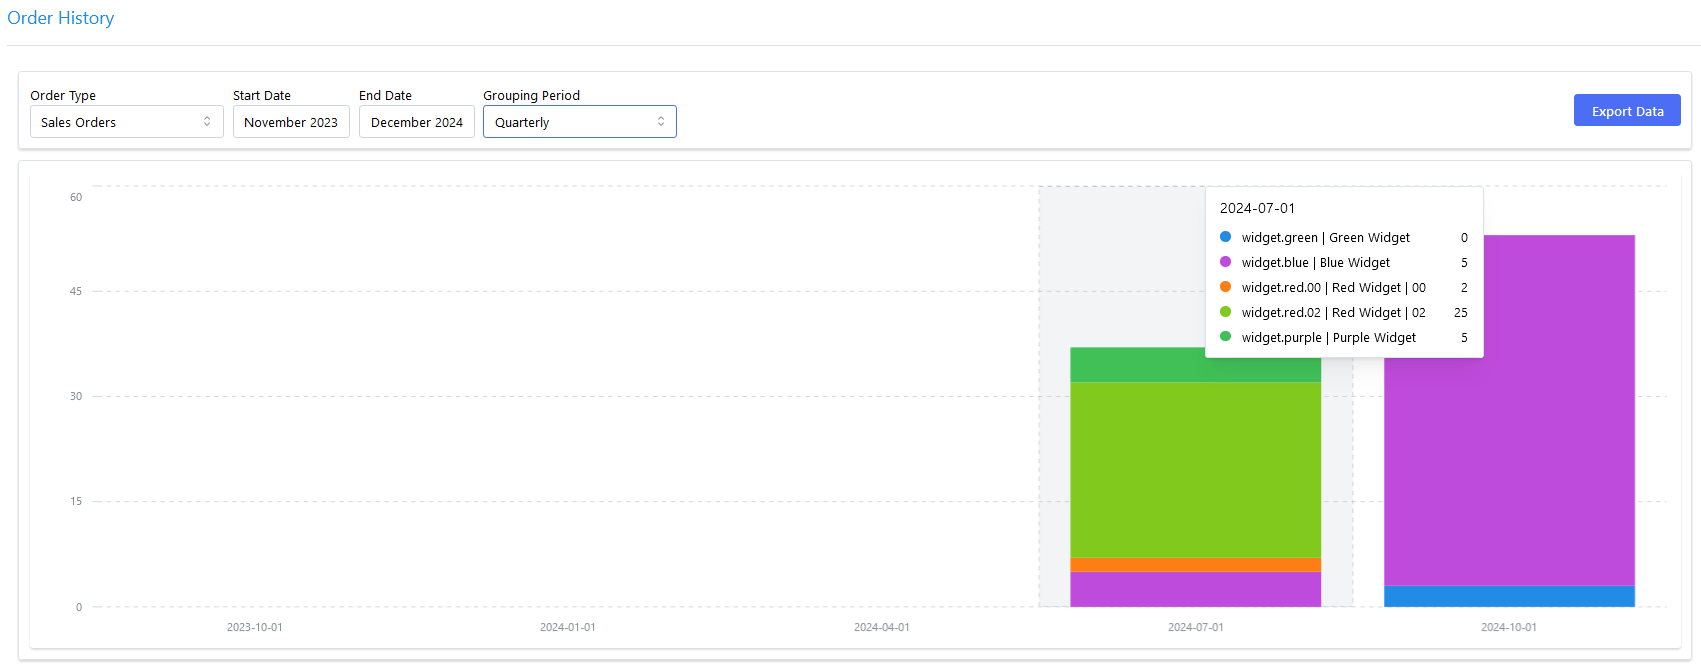 Order History
Order Type
Start Date
End Date
Grouping Period
Sales Orders
November 2023
December 2024
Quarterly
Export Data
60
45
30
15
0
2024-07-01
widget.green | Green Widget 0
widget.blue | Blue Widget 5
widget.red.00 | Red Widget | 00 2
widget.red.02 | Red Widget | 02 25
widget.purple | Purple Widget 5
2023-10-01
2024-01-01
2024-04-01
2024-07-01
2024-10-01